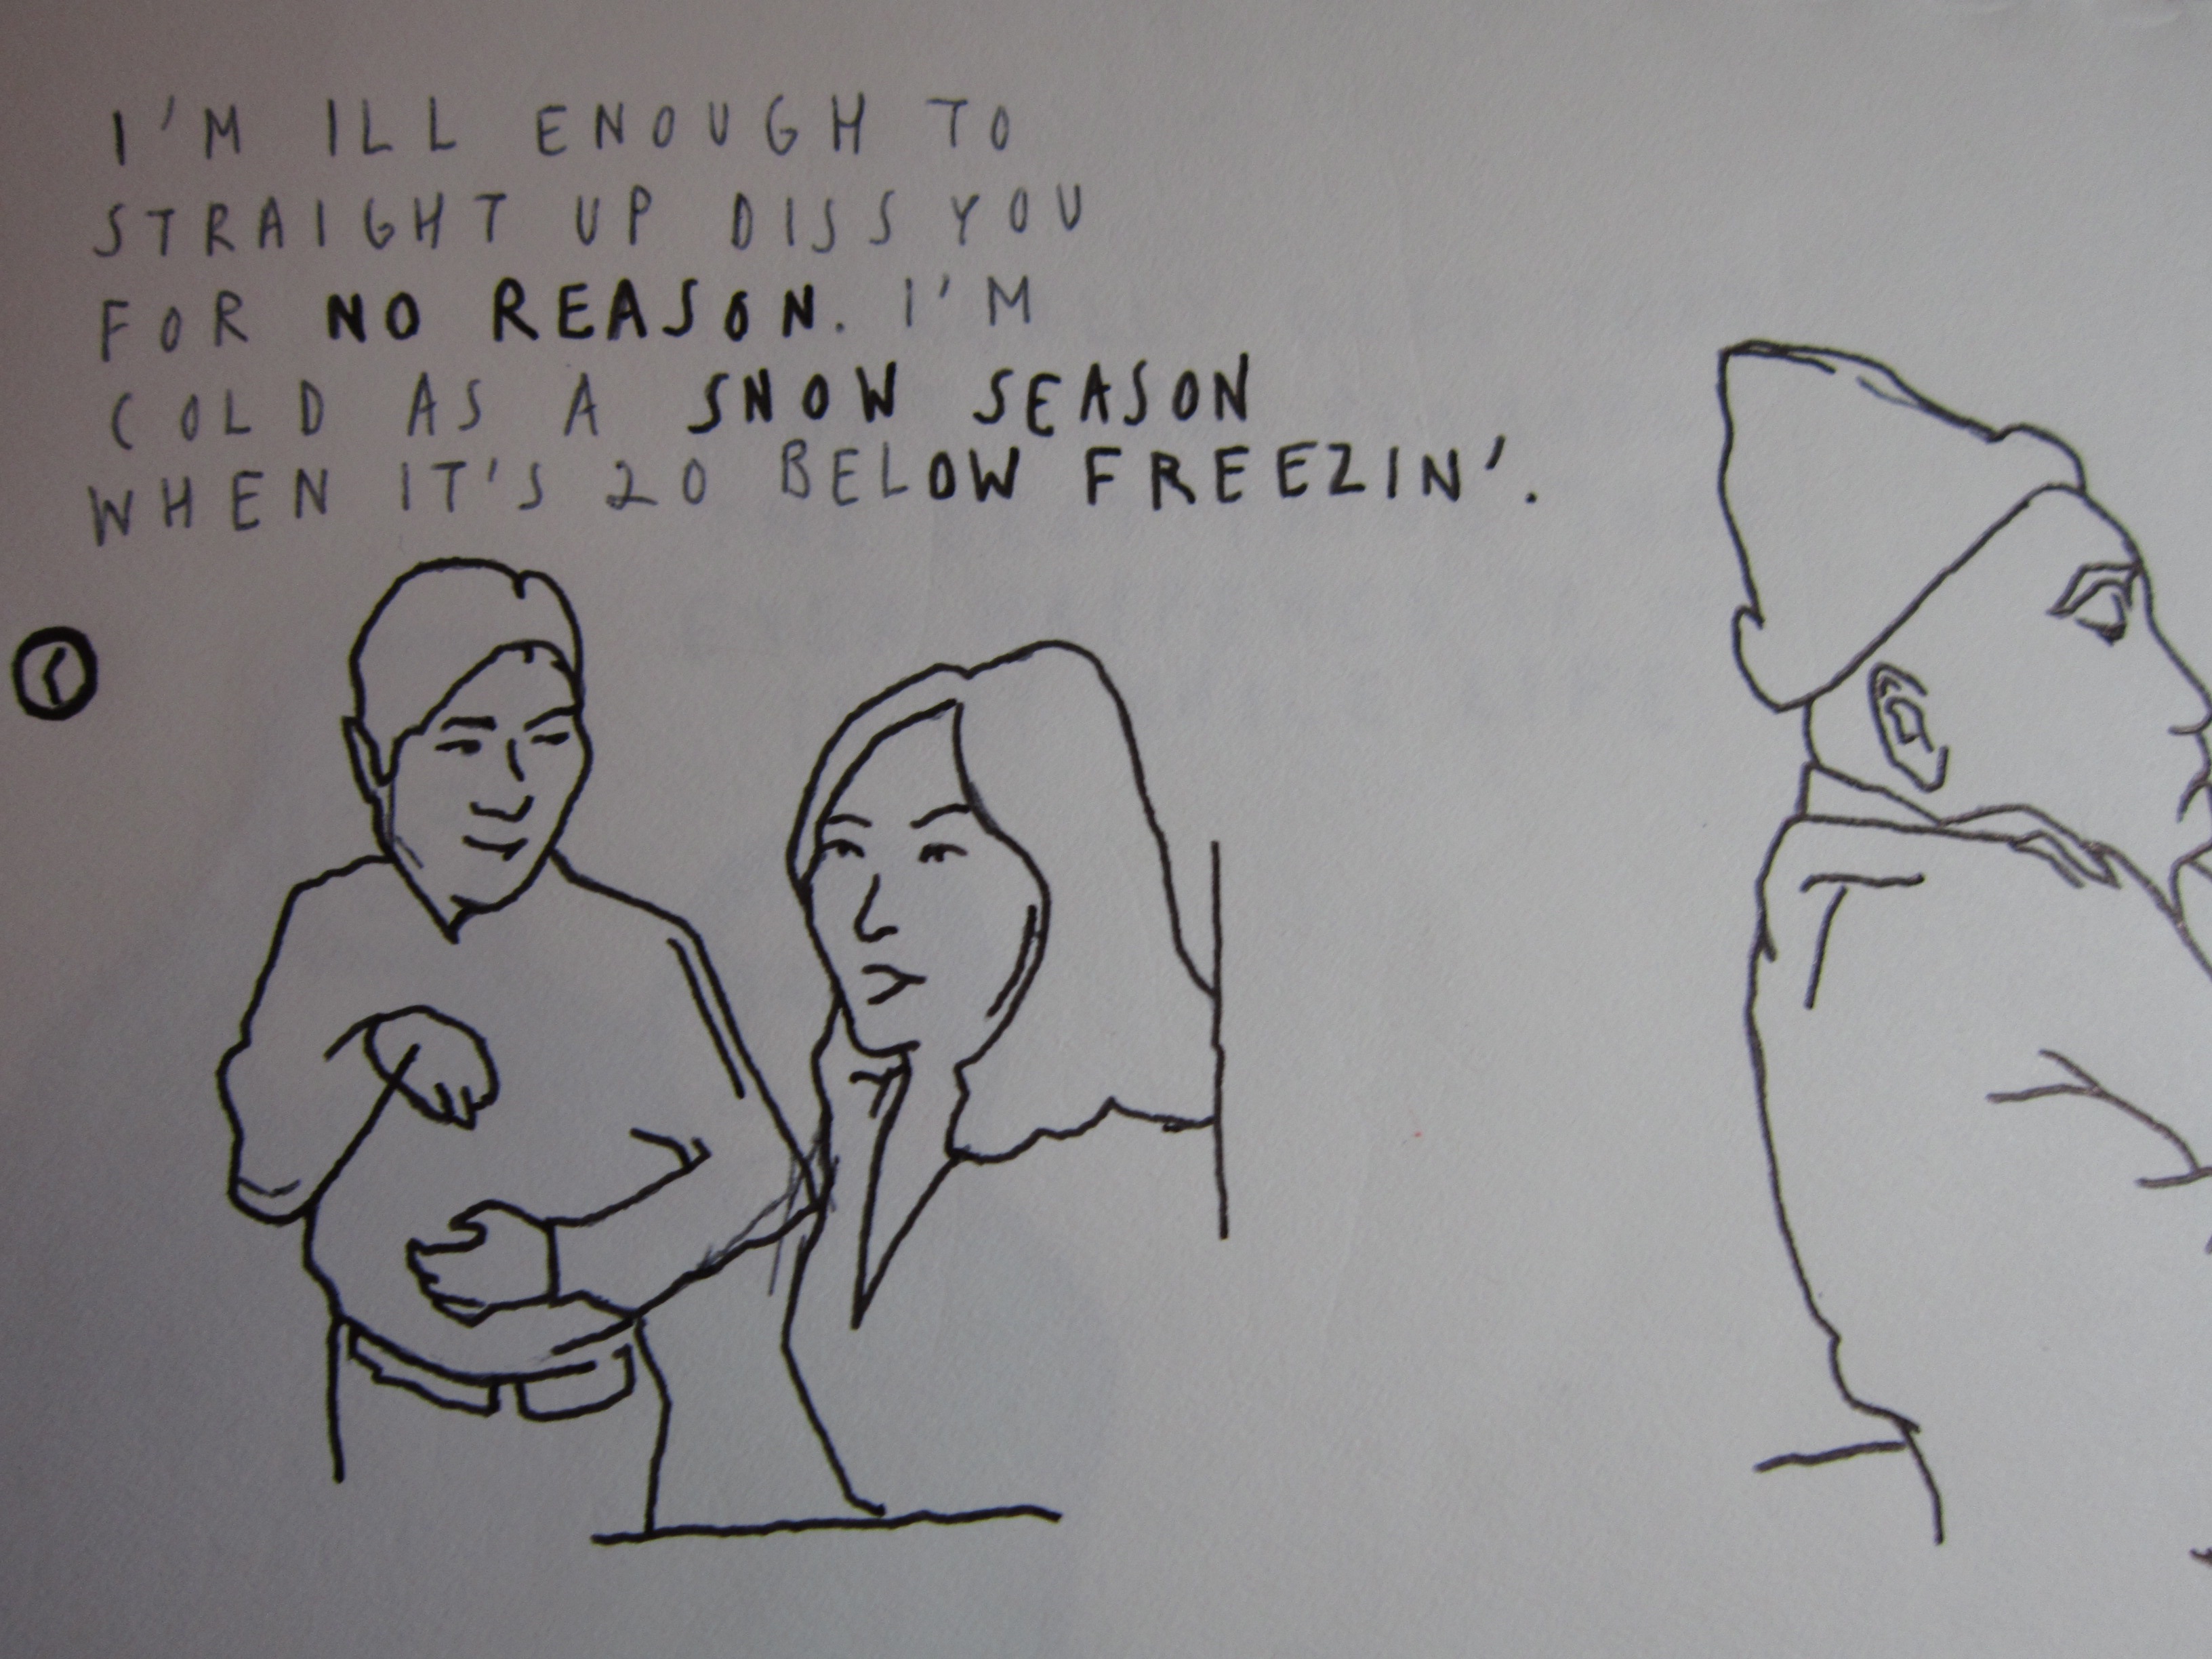 I'M ILL ENOUGH TO
STRAIGHT UP DISS YOU
FOR NO REASON. I'M
COLD AS A SNOW SEASON
WHEN IT'S 20 BELOW FREEZIN'.